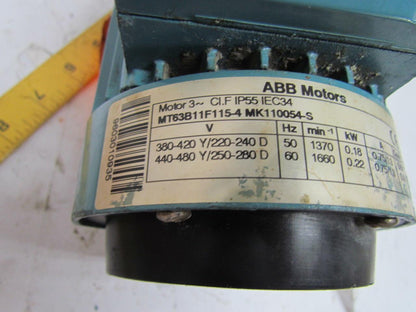 ABB Motors
Motor 3~ Cl.F IP55 IEC34
MT63B11F115-4 MK110054-S
V Hz min⁻¹ kW A
380-420 Y/220-240 D 50 1370 0.18
440-480 Y/250-280 D 60 1660 0.22